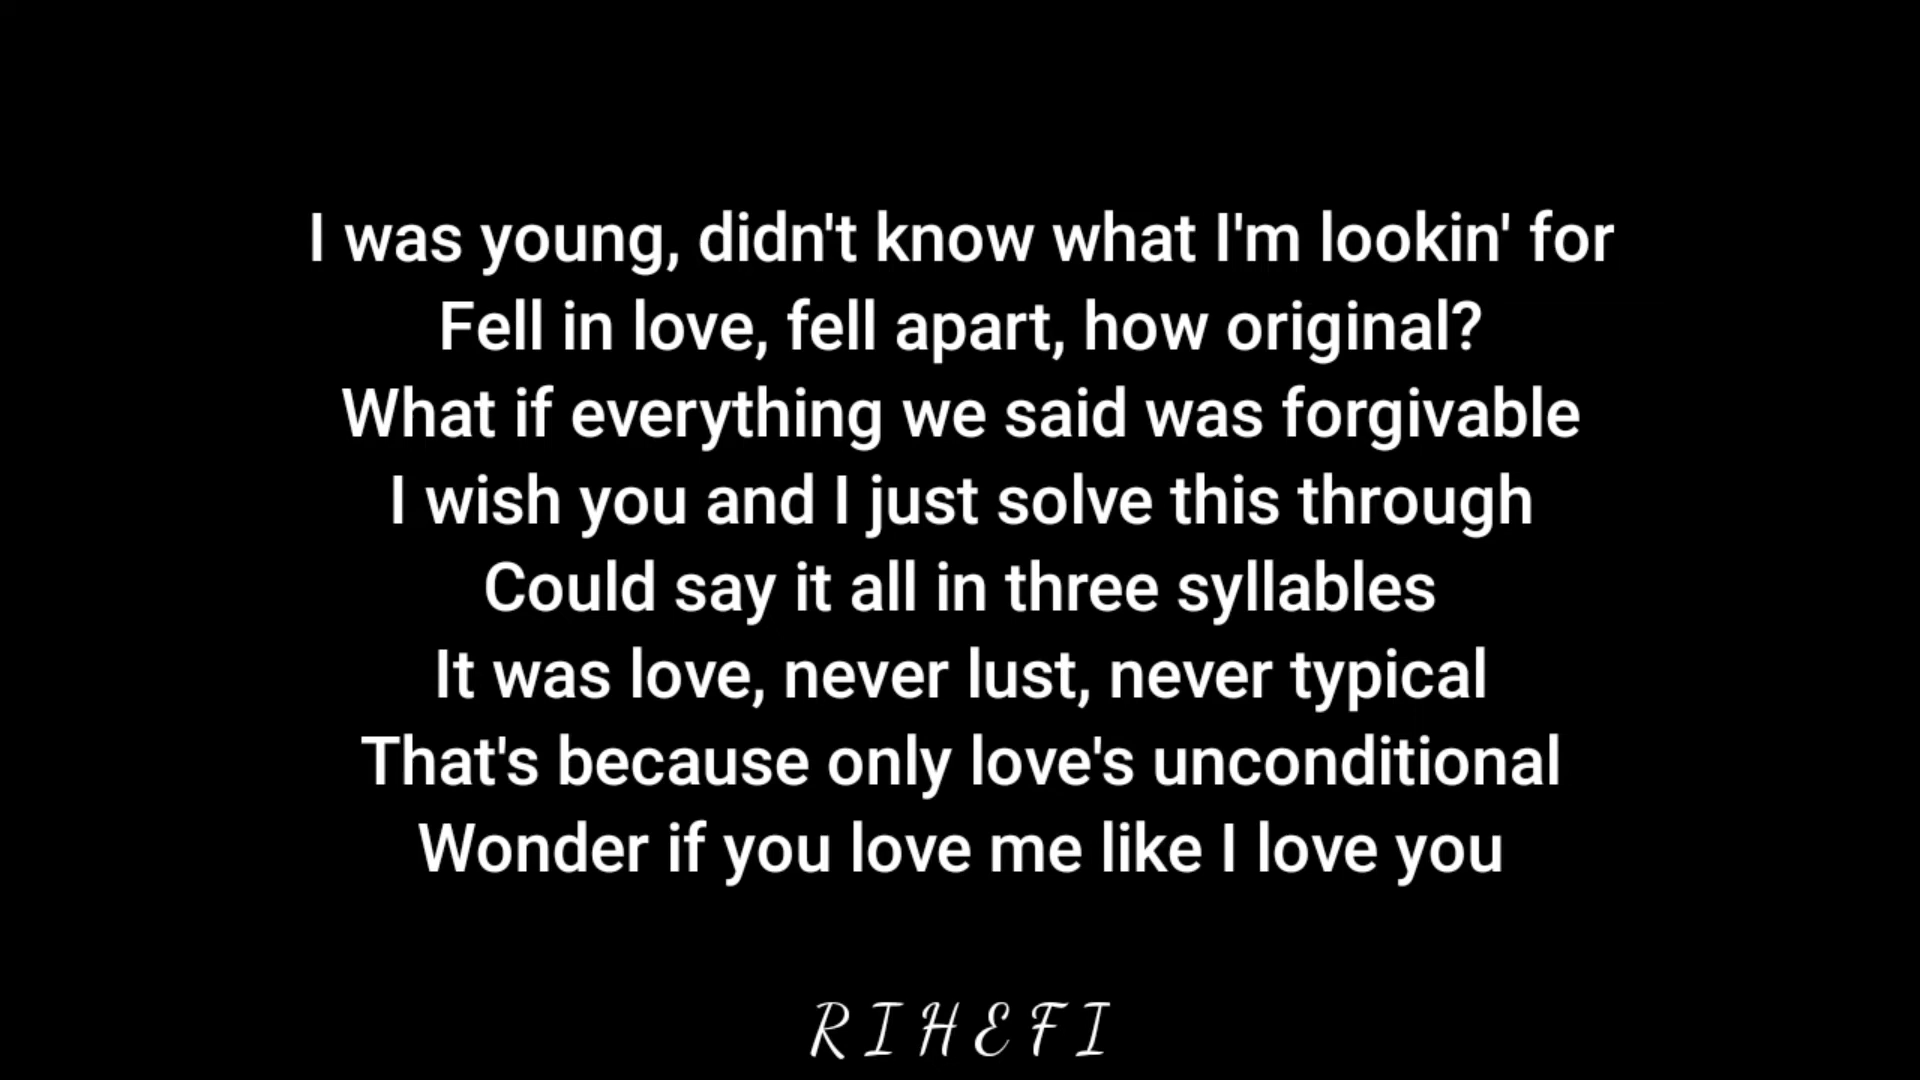 I was young, didn't know what I'm lookin' for
Fell in love, fell apart, how original?
What if everything we said was forgivable
I wish you and I just solve this through
Could say it all in three syllables
It was love, never lust, never typical
That's because only love's unconditional
Wonder if you love me like I love you
RIHEFI